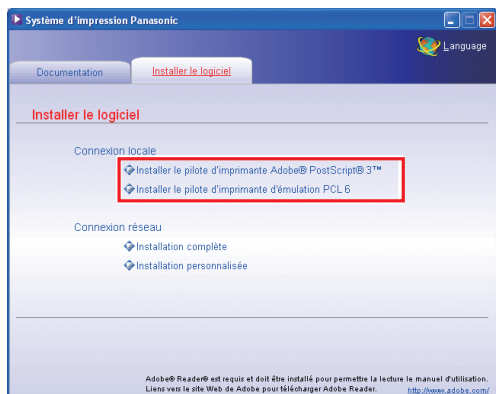 Système d'impression Panasonic
Language
Documentation
Installer le logiciel
Installer le logiciel
Connexion locale
Installer le pilote d'imprimante Adobe® PostScript® 3™
Installer le pilote d'imprimante d'émulation PCL 6
Connexion réseau
Installation complète
Installation personnalisée
Adobe® Reader® est requis et doit être installé pour permettre la lecture le manuel d'utilisation.
Liens vers le site Web de Adobe pour télécharger Adobe Reader.
http://www.adobe.com/